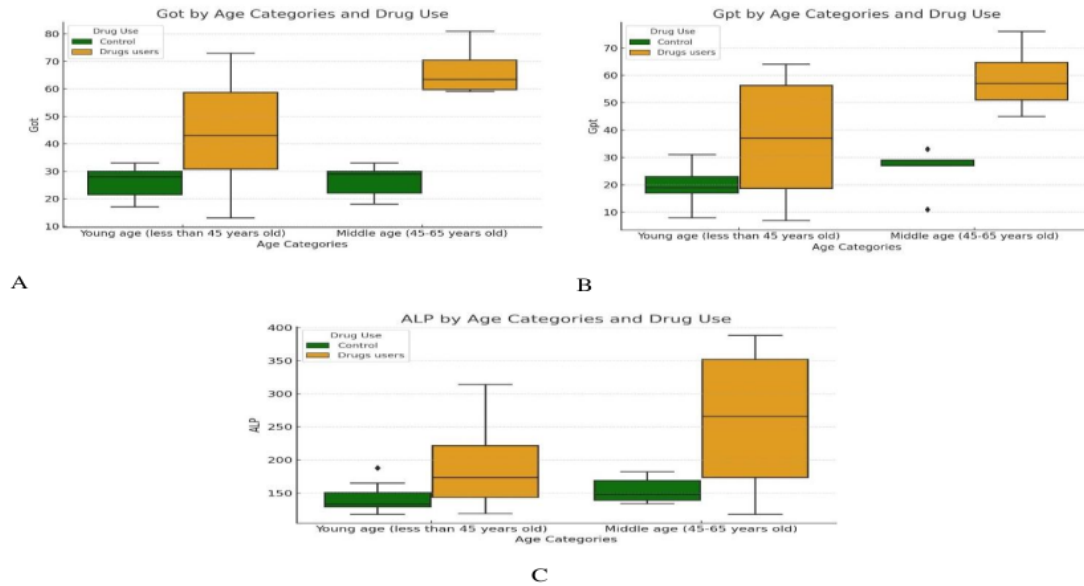 Got by Age Categories and Drug Use
Drug Use
Control
Drugs users
80
70
60
50
40
30
20
10
Got
Young age (less than 45 years old)
Middle age (45-65 years old)
Age Categories
A
Gpt by Age Categories and Drug Use
Drug Use
Control
Drugs users
80
70
60
50
40
30
20
10
Gpt
Young age (less than 45 years old)
Middle age (45-65 years old)
Age Categories
B
ALP by Age Categories and Drug Use
Drug Use
Control
Drugs users
400
350
300
250
200
150
ALP
Young age (less than 45 years old)
Middle age (45-65 years old)
Age Categories
C